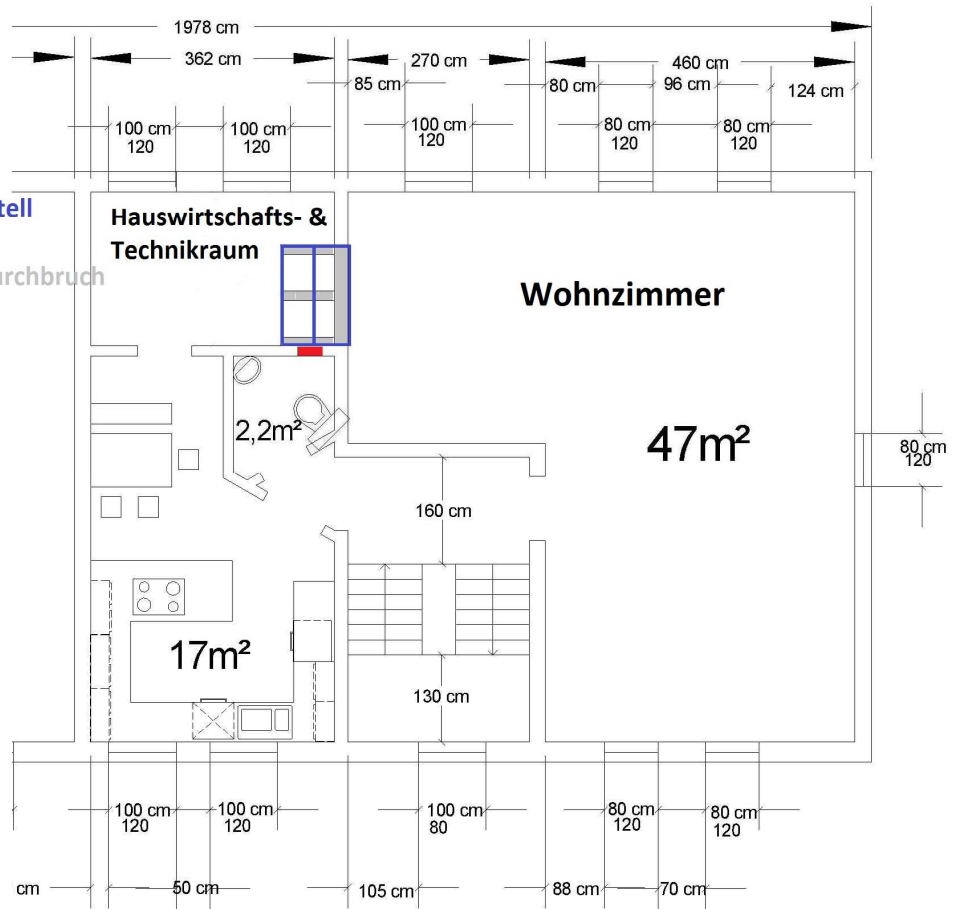 1978 cm
362 cm
270 cm
460 cm
85 cm
80 cm
96 cm
124 cm
100 cm
120
100 cm
120
100 cm
120
80 cm
120
80 cm
120
tell
Hauswirtschafts- &
Technikraum
urchbruch
Wohnzimmer
2,2m²
47m²
80 cm
120
160 cm
17m²
130 cm
100 cm
120
100 cm
120
100 cm
80
80 cm
120
80 cm
120
cm
50 cm
105 cm
88 cm
70 cm